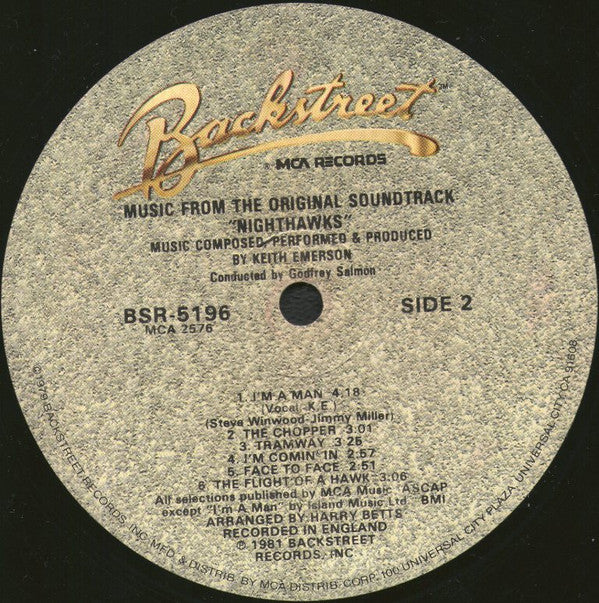 Backstreet TM
® MCA RECORDS
MUSIC FROM THE ORIGINAL SOUNDTRACK
"NIGHTHAWKS"
MUSIC COMPOSED, PERFORMED & PRODUCED
BY KEITH EMERSON
Conducted by Godfrey Salmon
BSR-5196
MCA 2576
SIDE 2
1. I'M A MAN 4:18
(Vocal K.E.)
(Steve Winwood-Jimmy Miller)
2. THE CHOPPER 3:01
3. TRAMWAY 3:25
4. I'M COMIN' IN 2:57
5. FACE TO FACE 2:51
6. THE FLIGHT OF A HAWK 3:06
All selections published by MCA Music ASCAP
except "I'm A Man" by Island Music Ltd BMI
ARRANGED BY HARRY BETTS
RECORDED IN ENGLAND
℗ 1981 BACKSTREET
RECORDS, INC
©1979 BACKSTREET RECORDS, INC. MFD. & DISTRIB. BY MCA DISTRIB. CORP. 100 UNIVERSAL CITY PLAZA, UNIVERSAL CITY CA. 91608